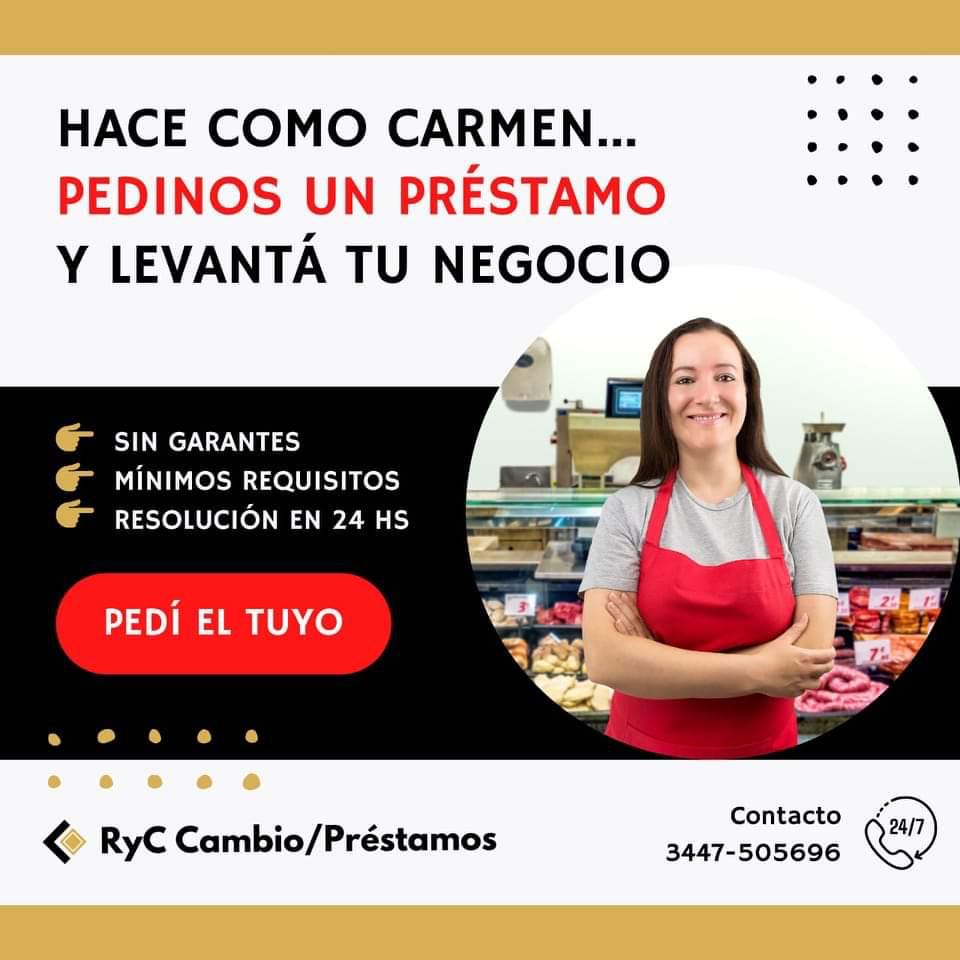 HACE COMO CARMEN...
PEDINOS UN PRÉSTAMO
Y LEVANTÁ TU NEGOCIO
SIN GARANTES
MÍNIMOS REQUISITOS
RESOLUCIÓN EN 24 HS
PEDÍ EL TUYO
RyC Cambio/Préstamos
Contacto
3447-505696
24/7